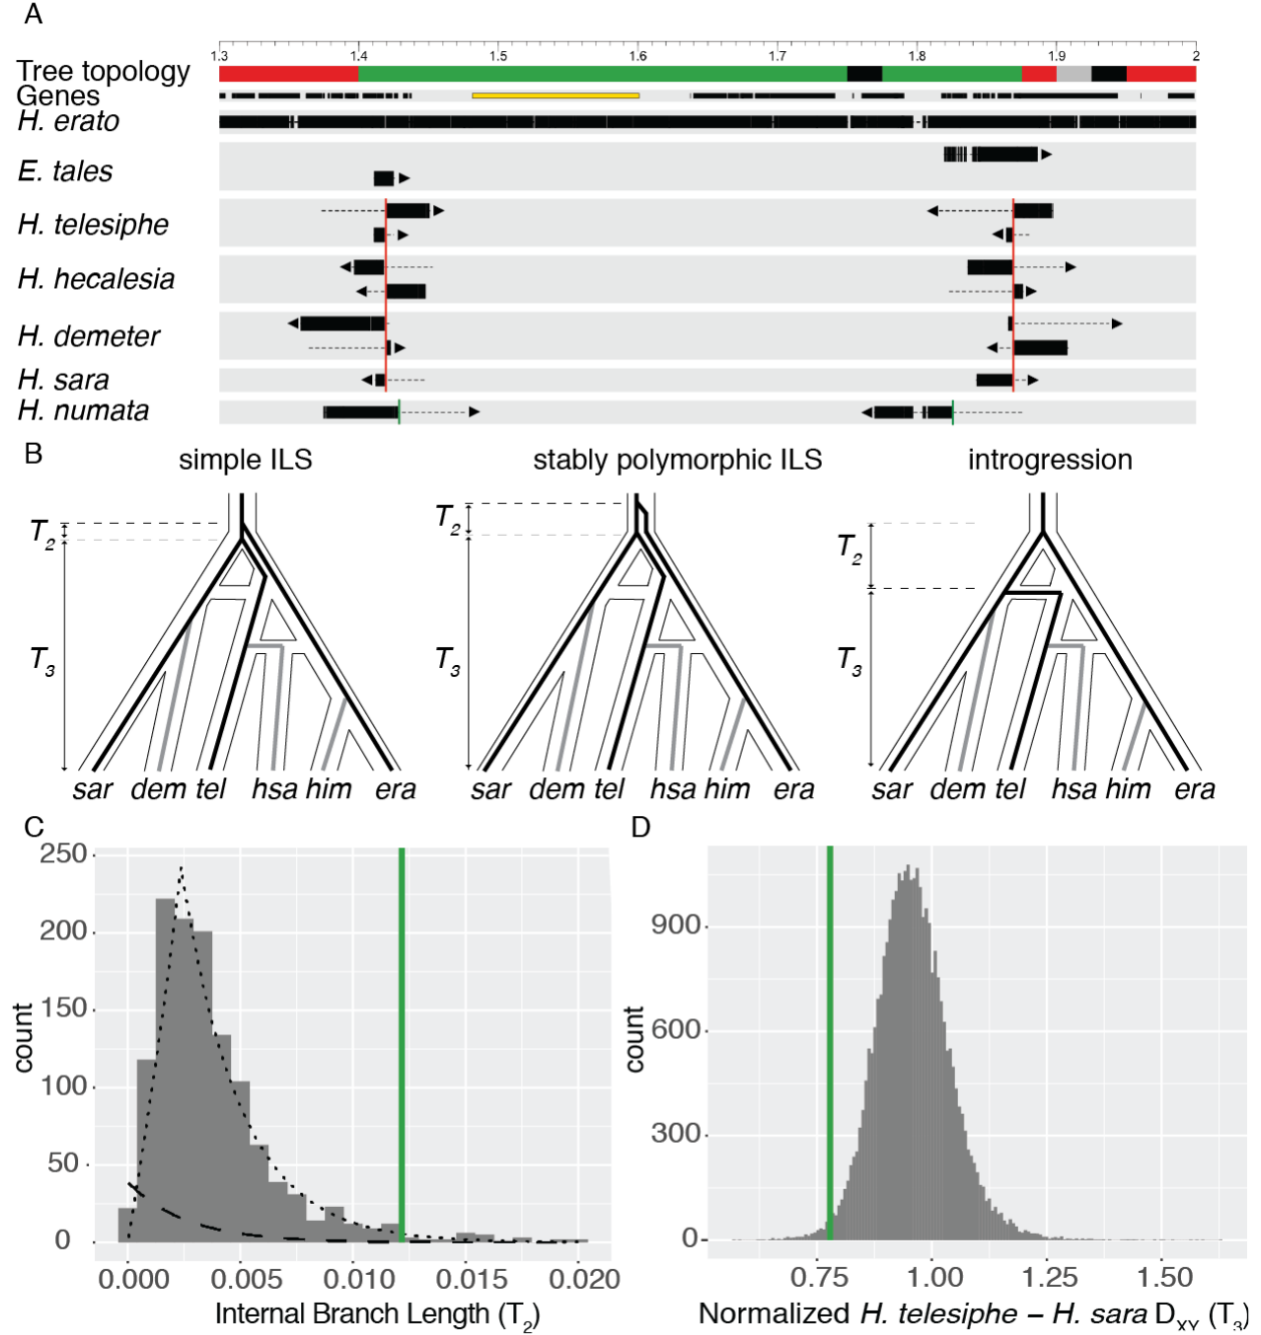 A
1.3 1.4 1.5 1.6 1.7 1.8 1.9 2
Tree topology
Genes
H. erato
E. tales
H. telesiphe
H. hecalesia
H. demeter
H. sara
H. numata
B
simple ILS stably polymorphic ILS introgression
T2 T2 T2
T3 T3 T3
sar dem tel hsa him era sar dem tel hsa him era sar dem tel hsa him era
C
250
200
150
100
50
0
count
0.000 0.005 0.010 0.015 0.020
Internal Branch Length (T2)
D
900
600
300
0
count
0.75 1.00 1.25 1.50
Normalized H. telesiphe – H. sara DXY (T3)